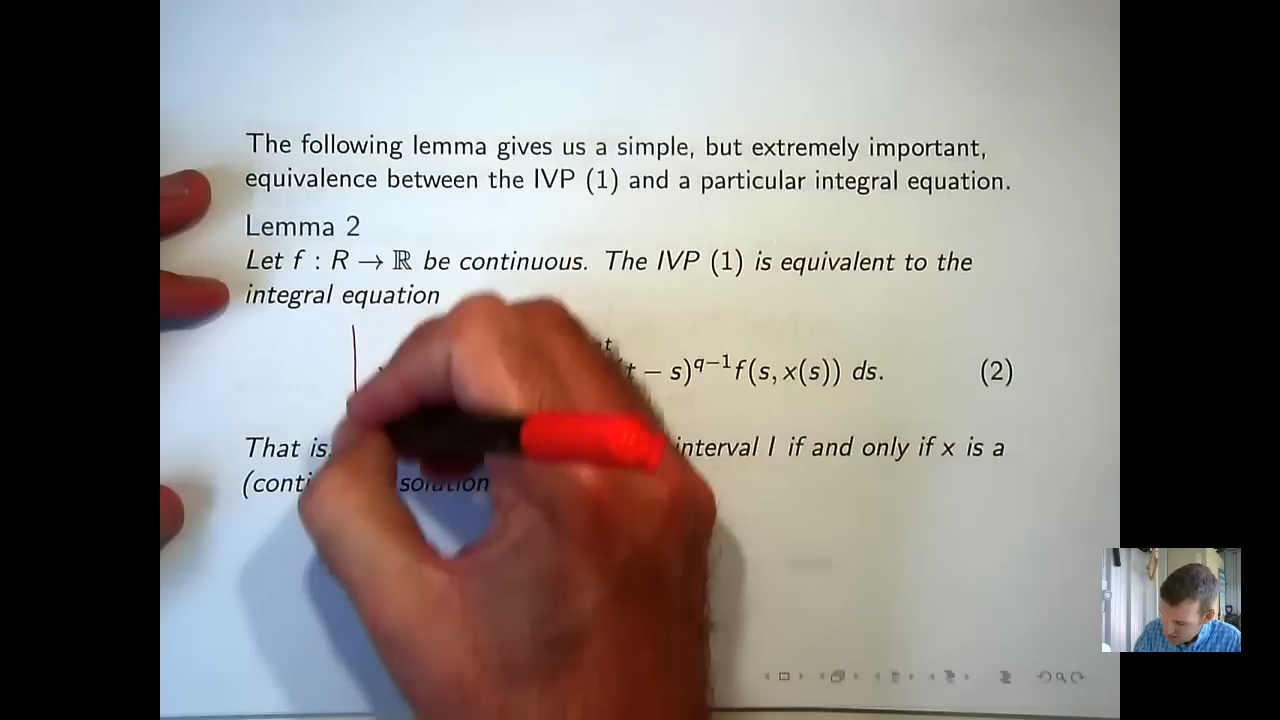 The following lemma gives us a simple, but extremely important,
equivalence between the IVP (1) and a particular integral equation.
Lemma 2
Let f : R → ℝ be continuous. The IVP (1) is equivalent to the
integral equation
t − s)^{q−1} f(s, x(s)) ds. (2)
That is interval I if and only if x is a
solution